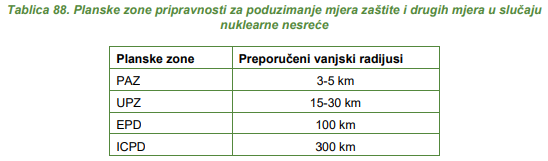 Tablica 88. Planske zone pripravnosti za poduzimanje mjera zaštite i drugih mjera u slučaju
nuklearne nesreće
Planske zone Preporučeni vanjski radijusi
PAZ 3-5 km
UPZ 15-30 km
EPD 100 km
ICPD 300 km